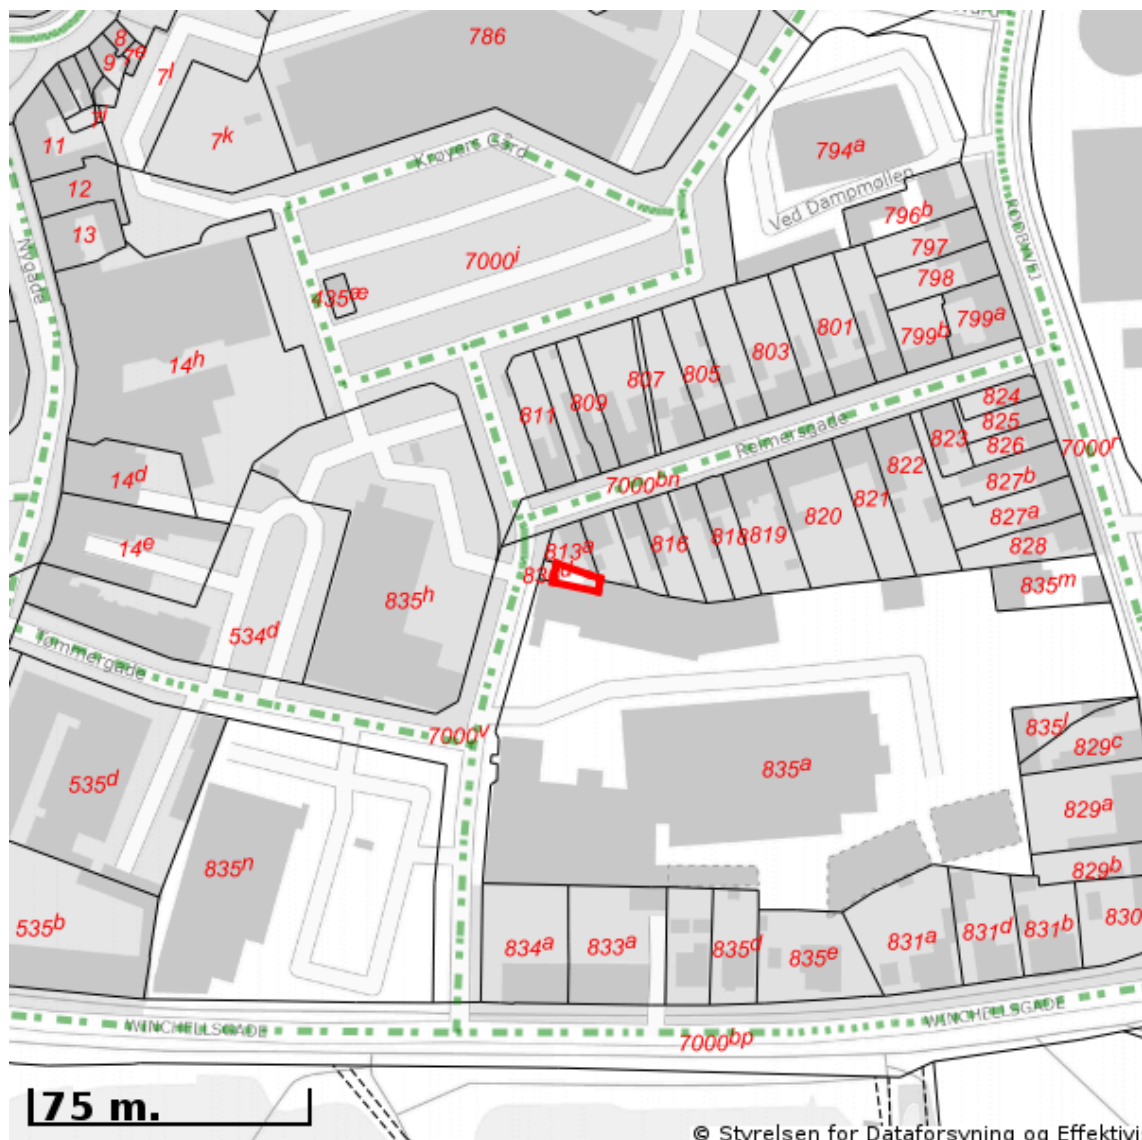 786
8
9
7e
7l
7k
11
12
13
Nygade
Krøyers Gård
794a
Ved Dampmøllen
796b
797
798
799b
799a
RØDBYVEJ
7000i
435æ
14h
801
803
805
807
809
811
Reimersgade
7000bn
824
825
826
823
822
821
820
827b
827a
828
7000r
14d
14e
813a
816
818
819
835m
835h
534d
Tømmergade
7000v
535d
835a
835l
829c
829a
829b
835n
535b
834a
833a
835d
835e
831a
831d
831b
830
WINCHELLSGADE
WINCHELLSGADE
7000bp
75 m.
© Styrelsen for Dataforsyning og Effektivi